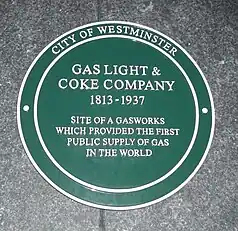 CITY OF WESTMINSTER
GAS LIGHT &
COKE COMPANY
1813-1937
SITE OF A GASWORKS
WHICH PROVIDED THE FIRST
PUBLIC SUPPLY OF GAS
IN THE WORLD